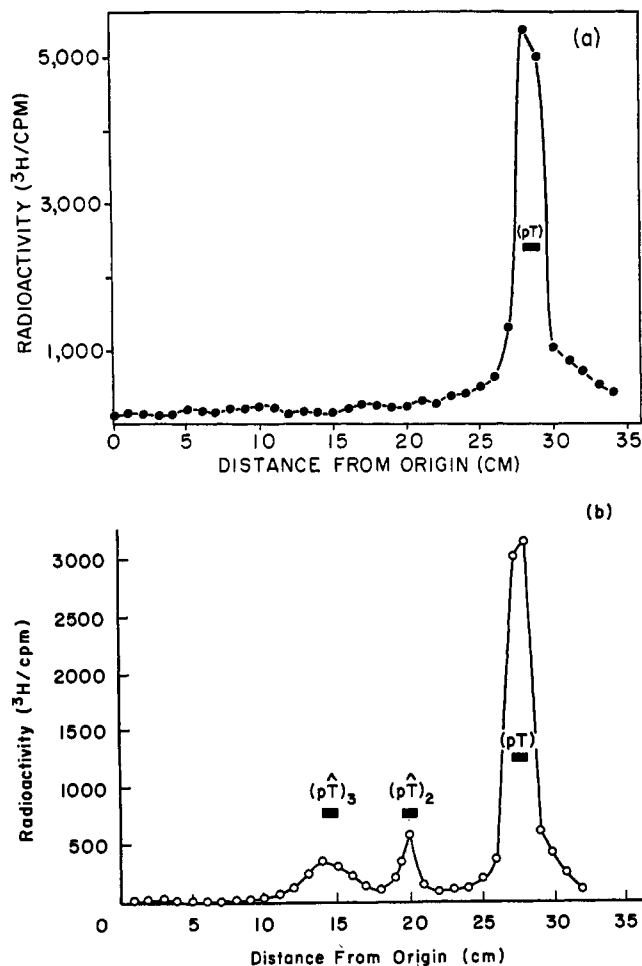 (a)
RADIOACTIVITY (³H/CPM)
5,000
3,000
1,000
(pT)
0 5 10 15 20 25 30 35
DISTANCE FROM ORIGIN (CM)
(b)
Radioactivity (³H/cpm)
3000
2500
2000
1500
1000
500
(pT̂)₃
(pT̂)₂
(pT)
0 5 10 15 20 25 30 35
Distance From Origin (cm)